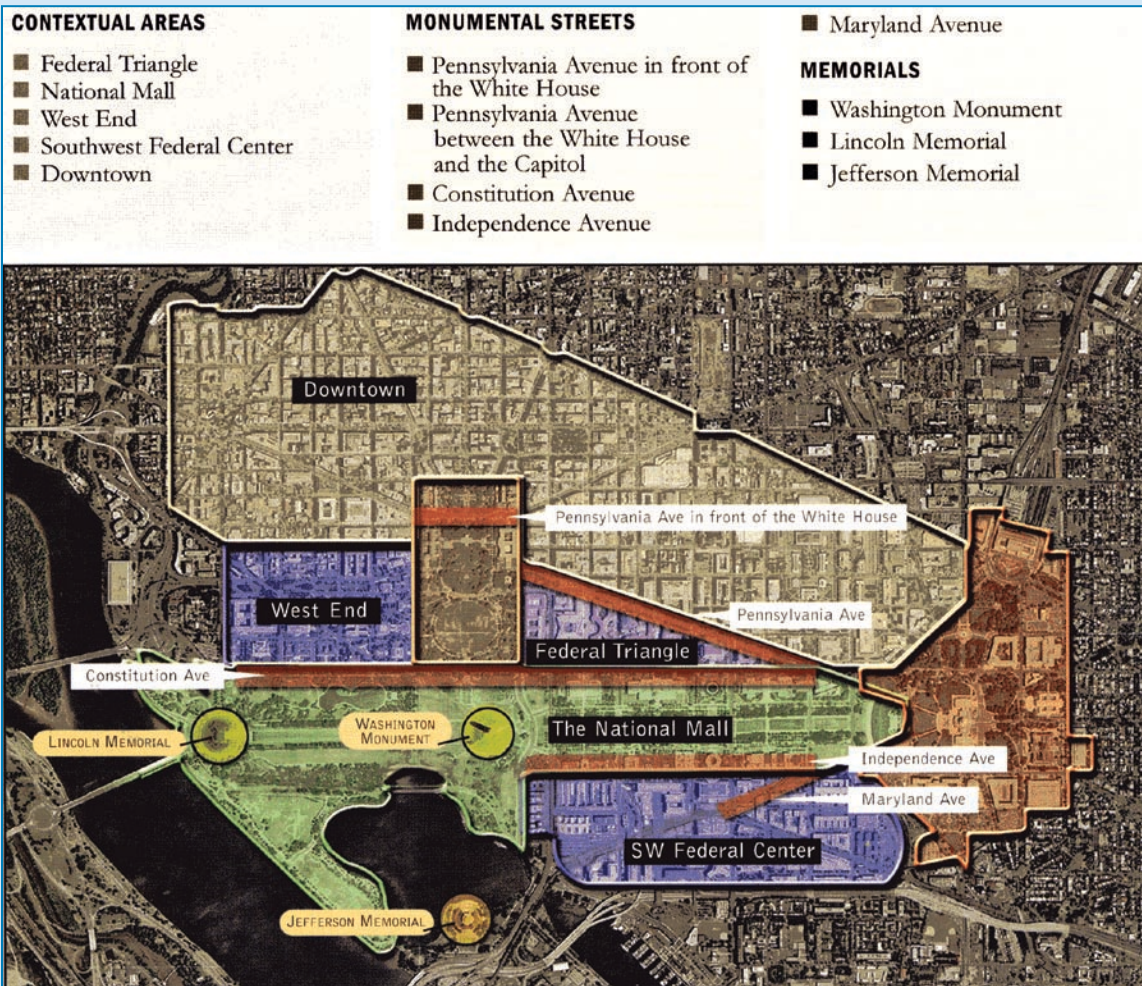 CONTEXTUAL AREAS
Federal Triangle
National Mall
West End
Southwest Federal Center
Downtown
MONUMENTAL STREETS
Pennsylvania Avenue in front of
the White House
Pennsylvania Avenue
between the White House
and the Capitol
Constitution Avenue
Independence Avenue
Maryland Avenue
MEMORIALS
Washington Monument
Lincoln Memorial
Jefferson Memorial
Downtown
Pennsylvania Ave in front of the White House
West End
Pennsylvania Ave
Federal Triangle
Constitution Ave
LINCOLN MEMORIAL
WASHINGTON
MONUMENT
The National Mall
Independence Ave
Maryland Ave
SW Federal Center
JEFFERSON MEMORIAL